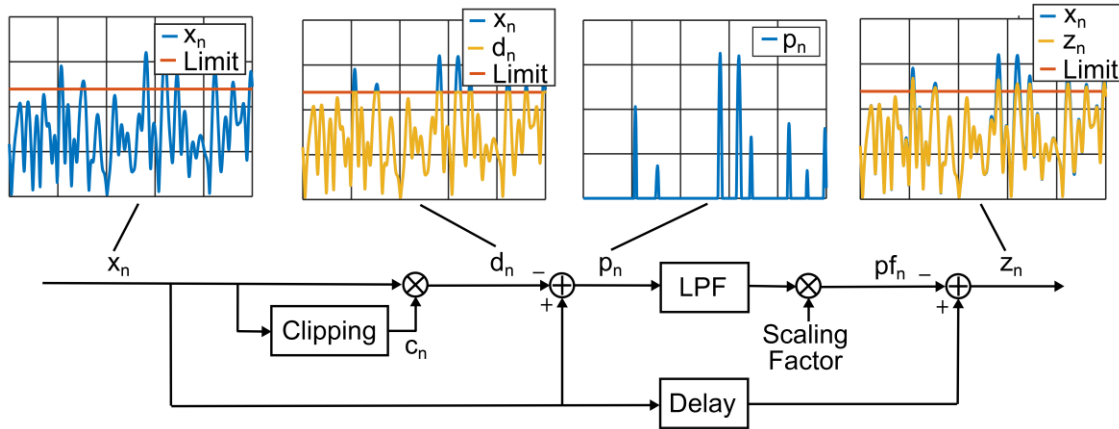 xₙ
Limit
xₙ
dₙ
Limit
pₙ
xₙ
zₙ
Limit
xₙ
dₙ
−
+
pₙ
LPF
pfₙ
−
+
zₙ
Clipping
cₙ
Scaling
Factor
Delay